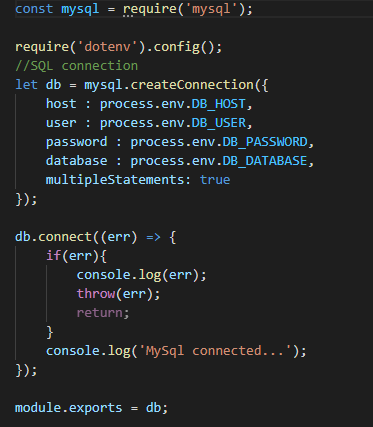 const mysql = require('mysql');
require('dotenv').config();
//SQL connection
let db = mysql.createConnection({
    host : process.env.DB_HOST,
    user : process.env.DB_USER,
    password : process.env.DB_PASSWORD,
    database : process.env.DB_DATABASE,
    multipleStatements: true
});
db.connect((err) => {
    if(err){
        console.log(err);
        throw(err);
        return;
    }
    console.log('MySql connected...');
});
module.exports = db;